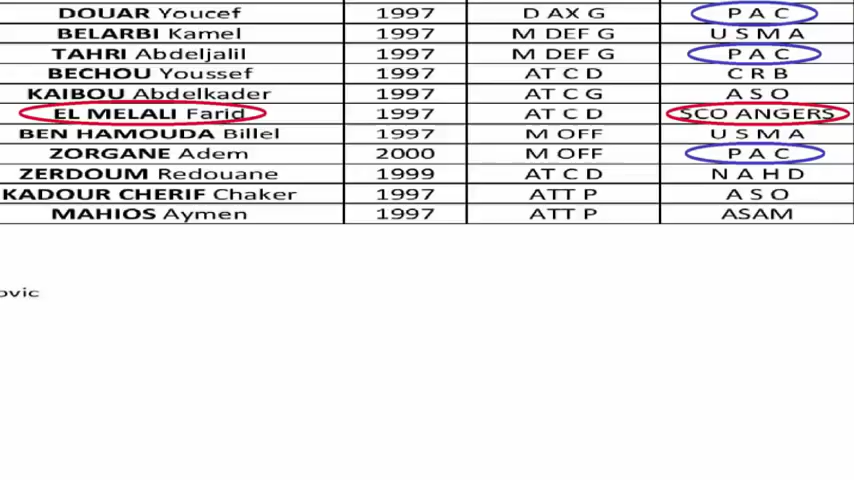 DOUAR Youcef 1997 D AX G P A C
BELARBI Kamel 1997 M DEF G U S M A
TAHRI Abdeljalil 1997 M DEF G P A C
BECHOU Youssef 1997 AT C D C R B
KAIBOU Abdelkader 1997 AT C G A S O
EL MELALI Farid 1997 AT C D SCO ANGERS
BEN HAMOUDA Billel 1997 M OFF U S M A
ZORGANE Adem 2000 M OFF P A C
ZERDOUM Redouane 1999 AT C D N A H D
KADOUR CHERIF Chaker 1997 ATT P A S O
MAHIOS Aymen 1997 ATT P ASAM
ovic